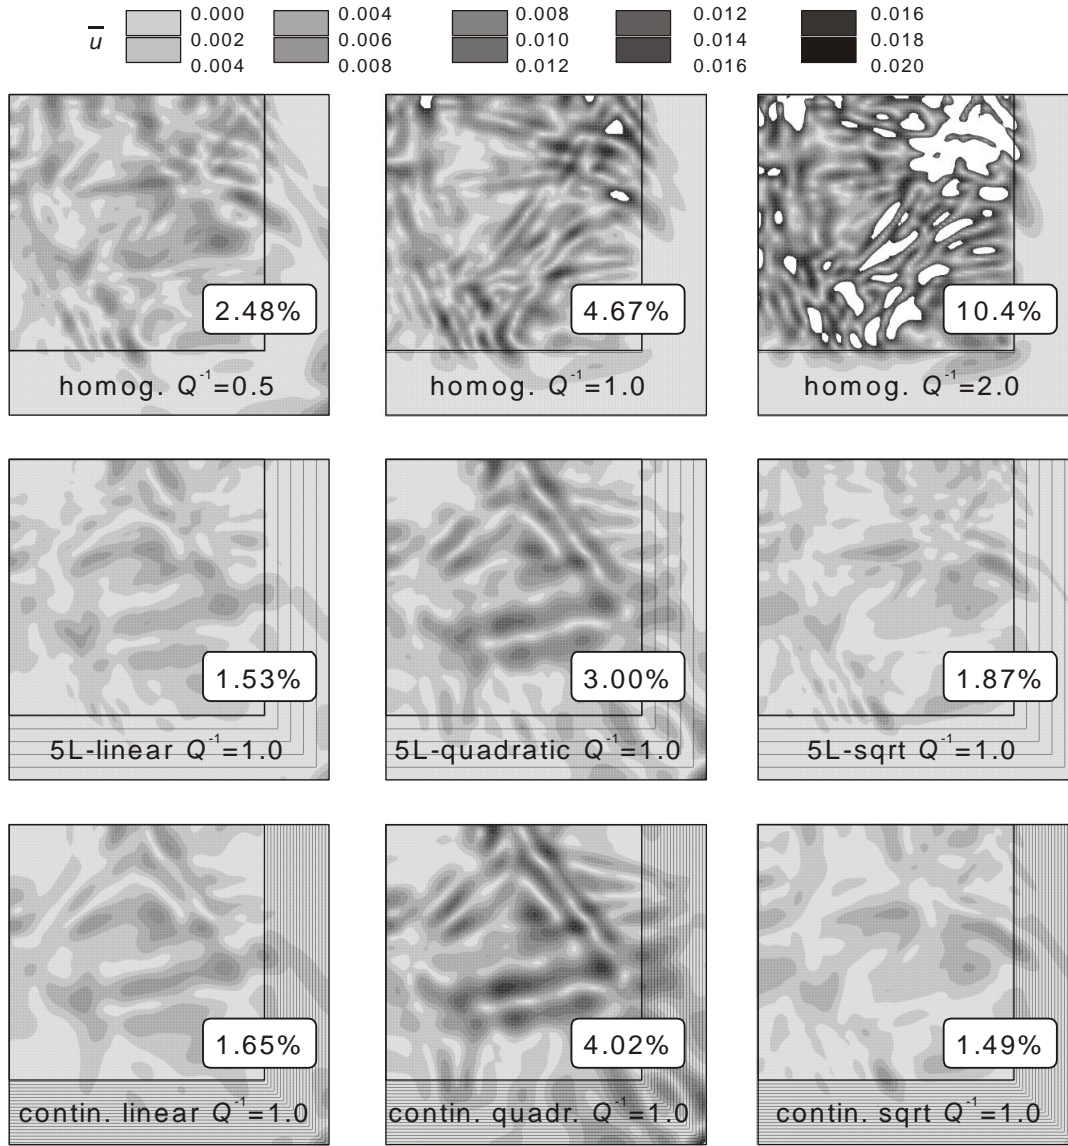 u
0.000 0.004 0.008 0.012 0.016
0.002 0.006 0.010 0.014 0.018
0.004 0.008 0.012 0.016 0.020
2.48% 4.67% 10.4%
homog. Q⁻¹=0.5 homog. Q⁻¹=1.0 homog. Q⁻¹=2.0
1.53% 3.00% 1.87%
5L-linear Q⁻¹=1.0 5L-quadratic Q⁻¹=1.0 5L-sqrt Q⁻¹=1.0
1.65% 4.02% 1.49%
contin. linear Q⁻¹=1.0 contin. quadr. Q⁻¹=1.0 contin. sqrt Q⁻¹=1.0